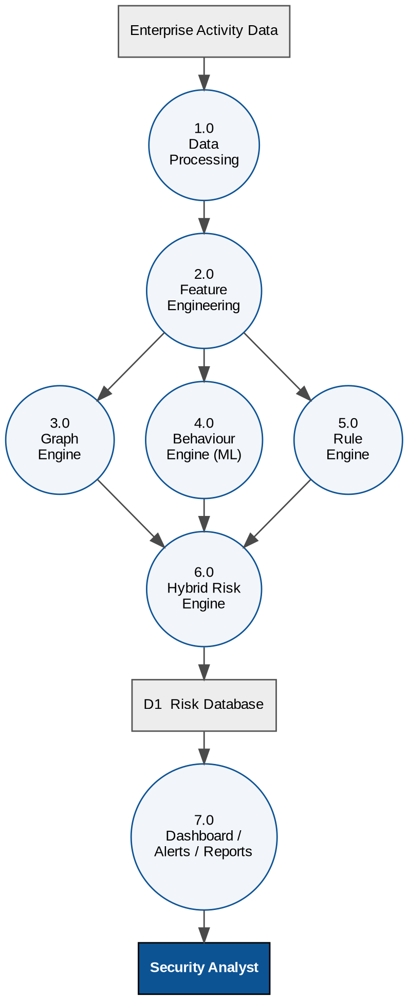 Enterprise Activity Data
1.0
Data
Processing
2.0
Feature
Engineering
3.0
Graph
Engine
4.0
Behaviour
Engine (ML)
5.0
Rule
Engine
6.0
Hybrid Risk
Engine
D1  Risk Database
7.0
Dashboard /
Alerts / Reports
Security Analyst